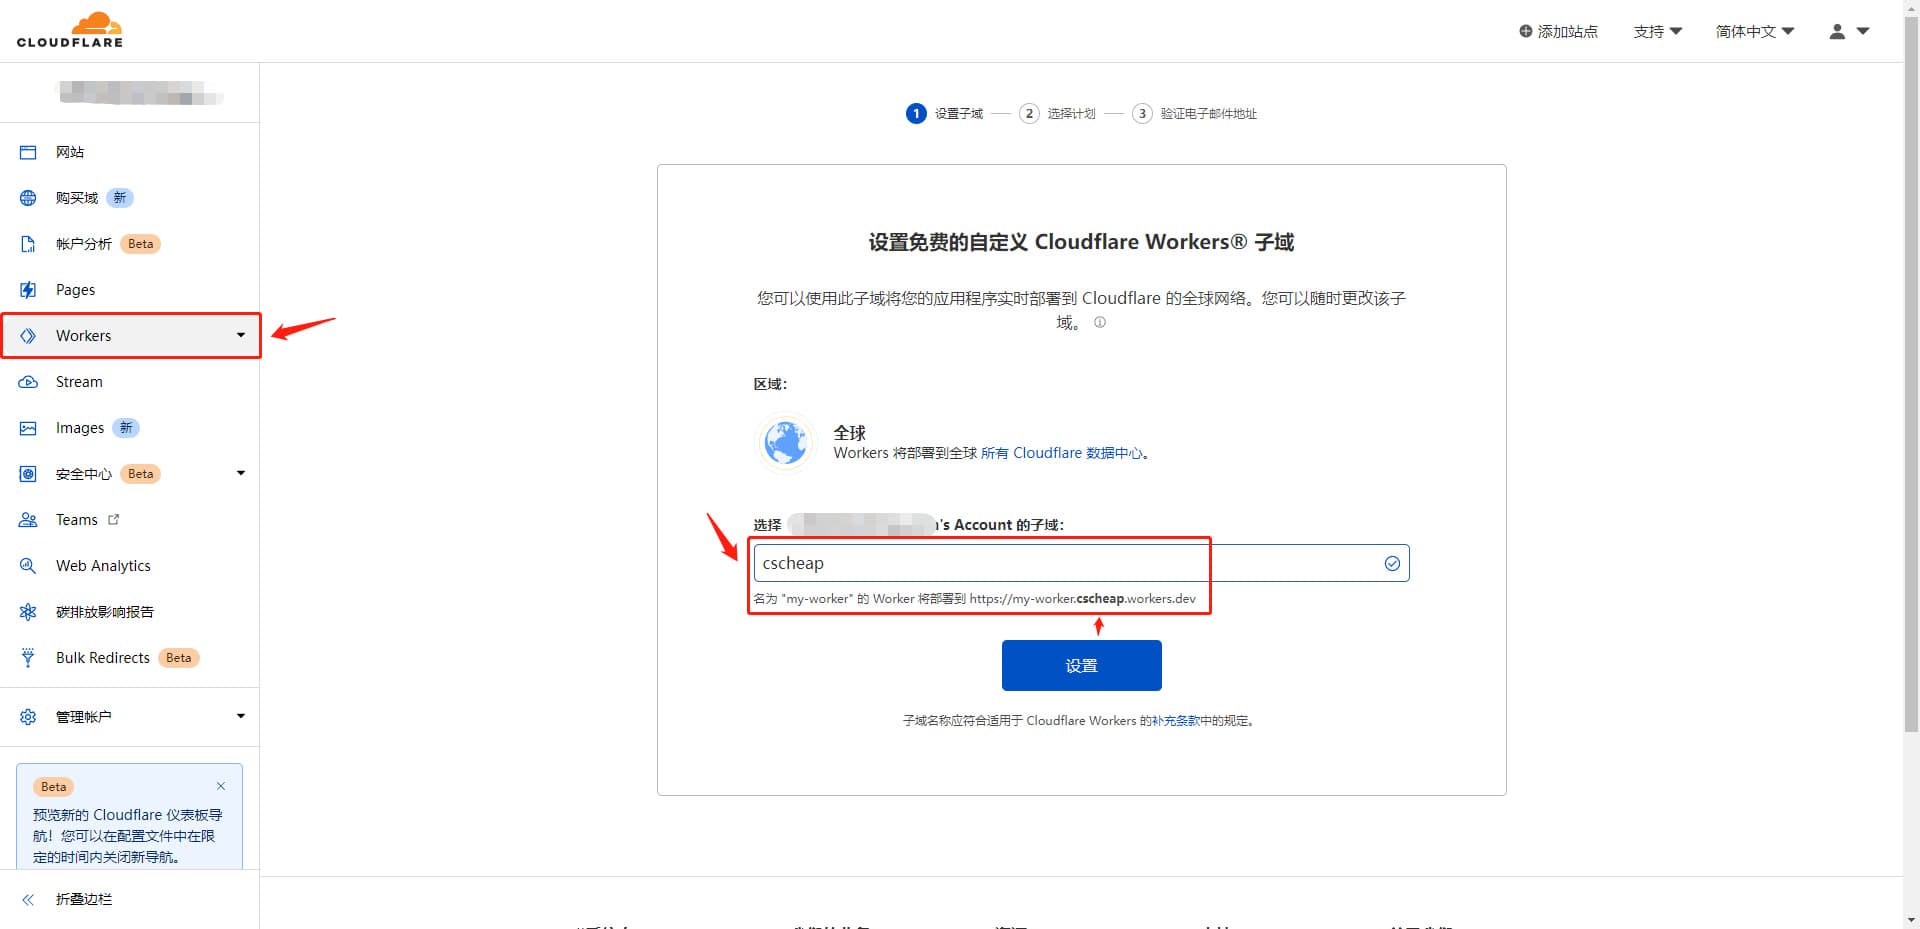 CLOUDFLARE
添加站点
支持
简体中文
网站
购买域 新
帐户分析 Beta
Pages
Workers
Stream
Images 新
安全中心 Beta
Teams
Web Analytics
碳排放影响报告
Bulk Redirects Beta
管理帐户
Beta
预览新的 Cloudflare 仪表板导
航！您可以在配置文件中在限
定的时间内关闭新导航。
折叠边栏
1 设置子域 2 选择计划 3 验证电子邮件地址
设置免费的自定义 Cloudflare Workers® 子域
您可以使用此子域将您的应用程序实时部署到 Cloudflare 的全球网络。您可以随时更改该子
域。
区域：
全球
Workers 将部署到全球 所有 Cloudflare 数据中心。
选择 's Account 的子域：
cscheap
名为 "my-worker" 的 Worker 将部署到 https://my-worker.cscheap.workers.dev
设置
子域名称应符合适用于 Cloudflare Workers 的补充条款中的规定。